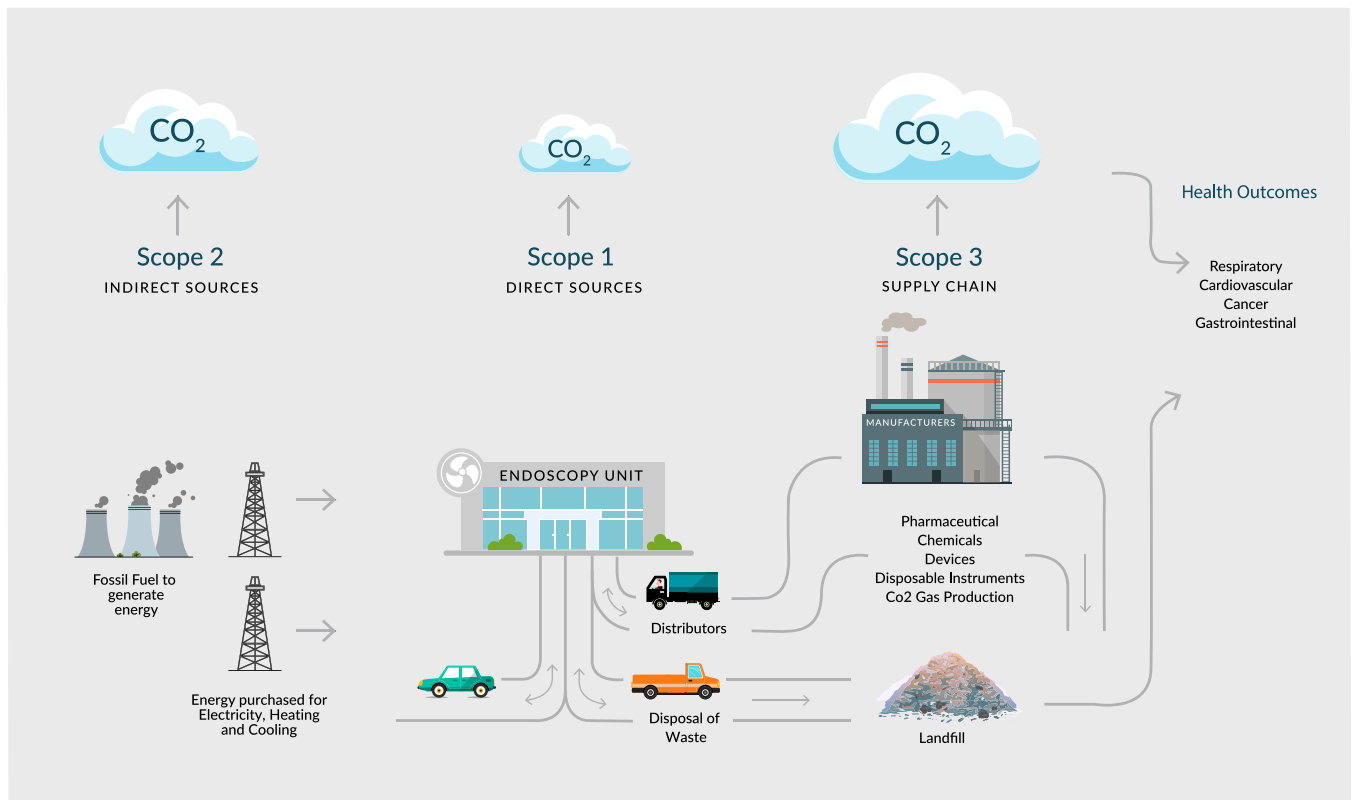 CO2
CO2
CO2
Health Outcomes
Scope 2
INDIRECT SOURCES
Scope 1
DIRECT SOURCES
Scope 3
SUPPLY CHAIN
Respiratory
Cardiovascular
Cancer
Gastrointestinal
MANUFACTURERS
ENDOSCOPY UNIT
Fossil Fuel to
generate
energy
Pharmaceutical
Chemicals
Devices
Disposable Instruments
Co2 Gas Production
Distributors
Energy purchased for
Electricity, Heating
and Cooling
Disposal of
Waste
Landfill